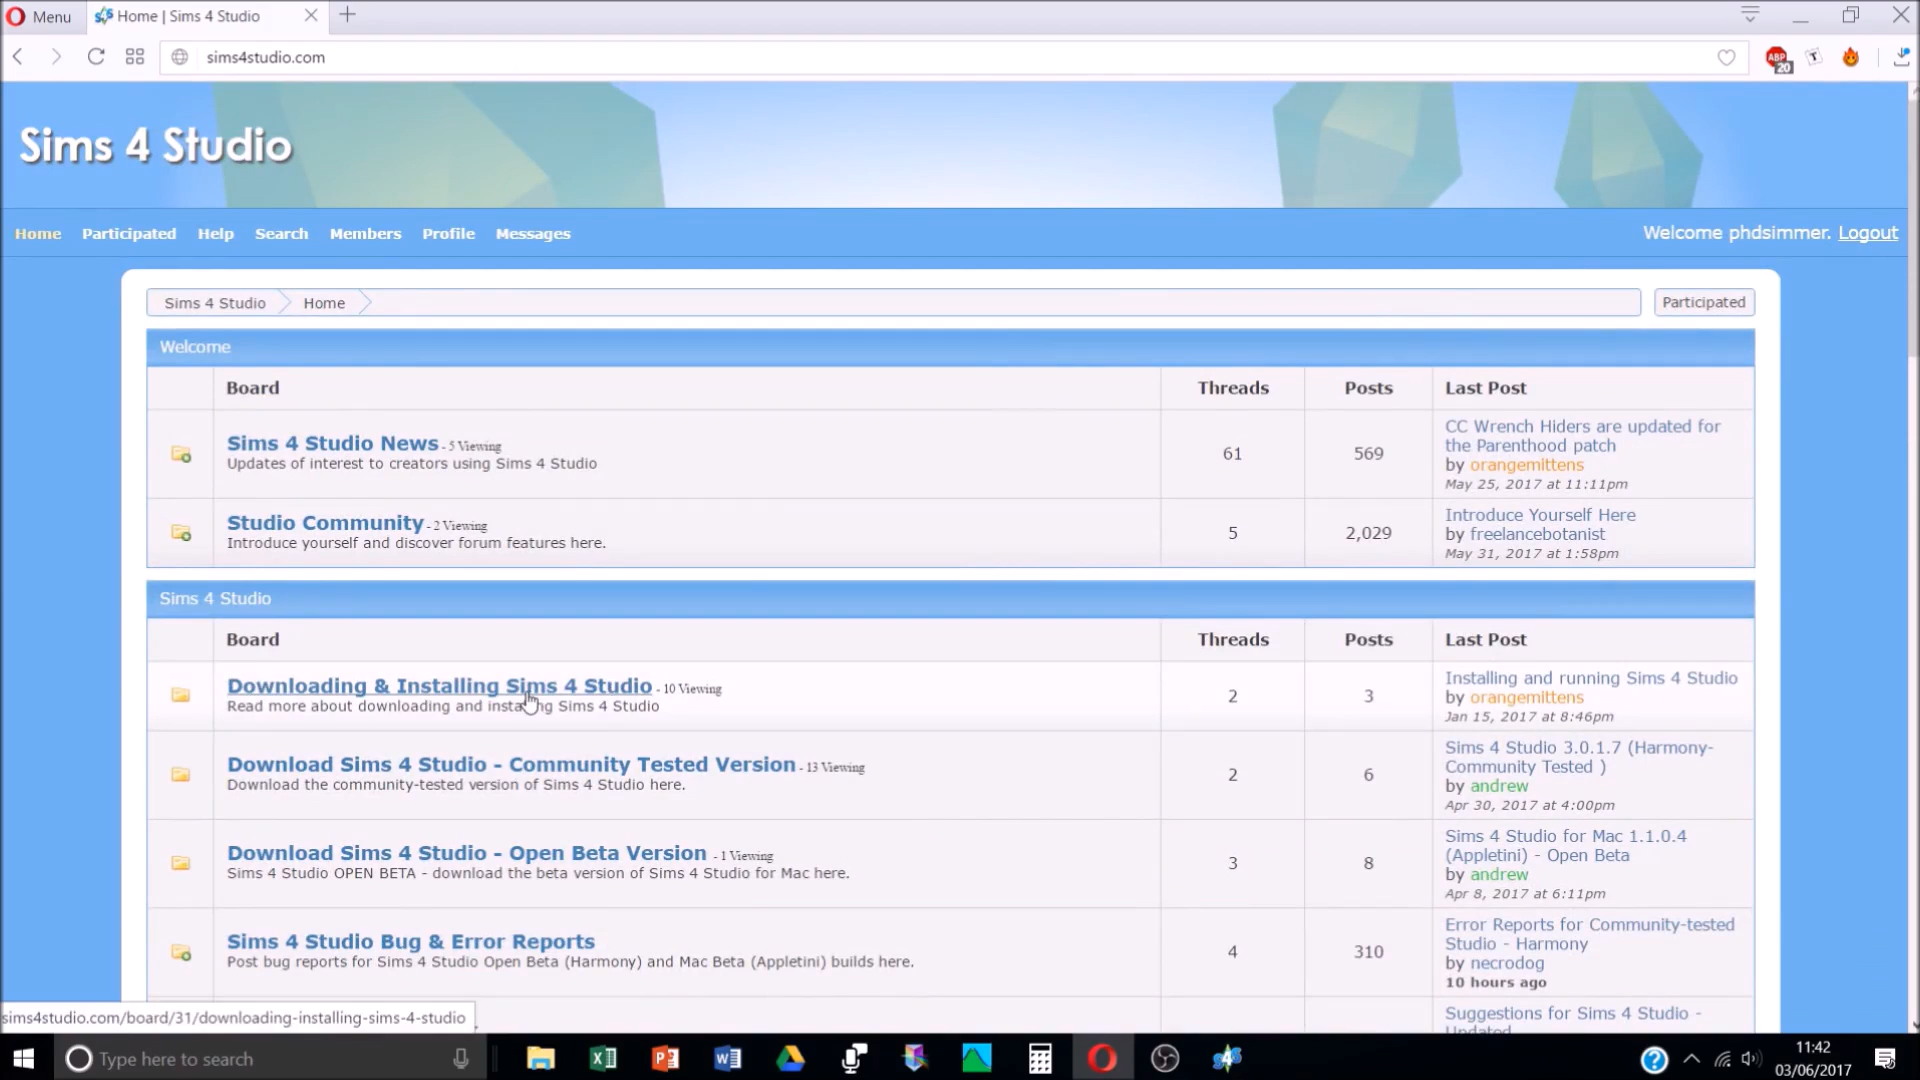 Menu
Home | Sims 4 Studio
sims4studio.com
ABP
20
T
Sims 4 Studio
Home Participated Help Search Members Profile Messages
Welcome phdsimmer. Logout
Sims 4 Studio Home
Participated
Welcome
Board Threads Posts Last Post
Sims 4 Studio News - 5 Viewing
Updates of interest to creators using Sims 4 Studio
61 569
CC Wrench Hiders are updated for
the Parenthood patch
by orangemittens
May 25, 2017 at 11:11pm
Studio Community - 2 Viewing
Introduce yourself and discover forum features here.
5 2,029
Introduce Yourself Here
by freelancebotanist
May 31, 2017 at 1:58pm
Sims 4 Studio
Board Threads Posts Last Post
Downloading & Installing Sims 4 Studio - 10 Viewing
Read more about downloading and installing Sims 4 Studio
2 3
Installing and running Sims 4 Studio
by orangemittens
Jan 15, 2017 at 8:46pm
Download Sims 4 Studio - Community Tested Version - 13 Viewing
Download the community-tested version of Sims 4 Studio here.
2 6
Sims 4 Studio 3.0.1.7 (Harmony-
Community Tested )
by andrew
Apr 30, 2017 at 4:00pm
Download Sims 4 Studio - Open Beta Version - 1 Viewing
Sims 4 Studio OPEN BETA - download the beta version of Sims 4 Studio for Mac here.
3 8
Sims 4 Studio for Mac 1.1.0.4
(Appletini) - Open Beta
by andrew
Apr 8, 2017 at 6:11pm
Sims 4 Studio Bug & Error Reports
Post bug reports for Sims 4 Studio Open Beta (Harmony) and Mac Beta (Appletini) builds here.
4 310
Error Reports for Community-tested
Studio - Harmony
by necrodog
10 hours ago
Suggestions for Sims 4 Studio -
Updated
sims4studio.com/board/31/downloading-installing-sims-4-studio
Type here to search
11:42
03/06/2017